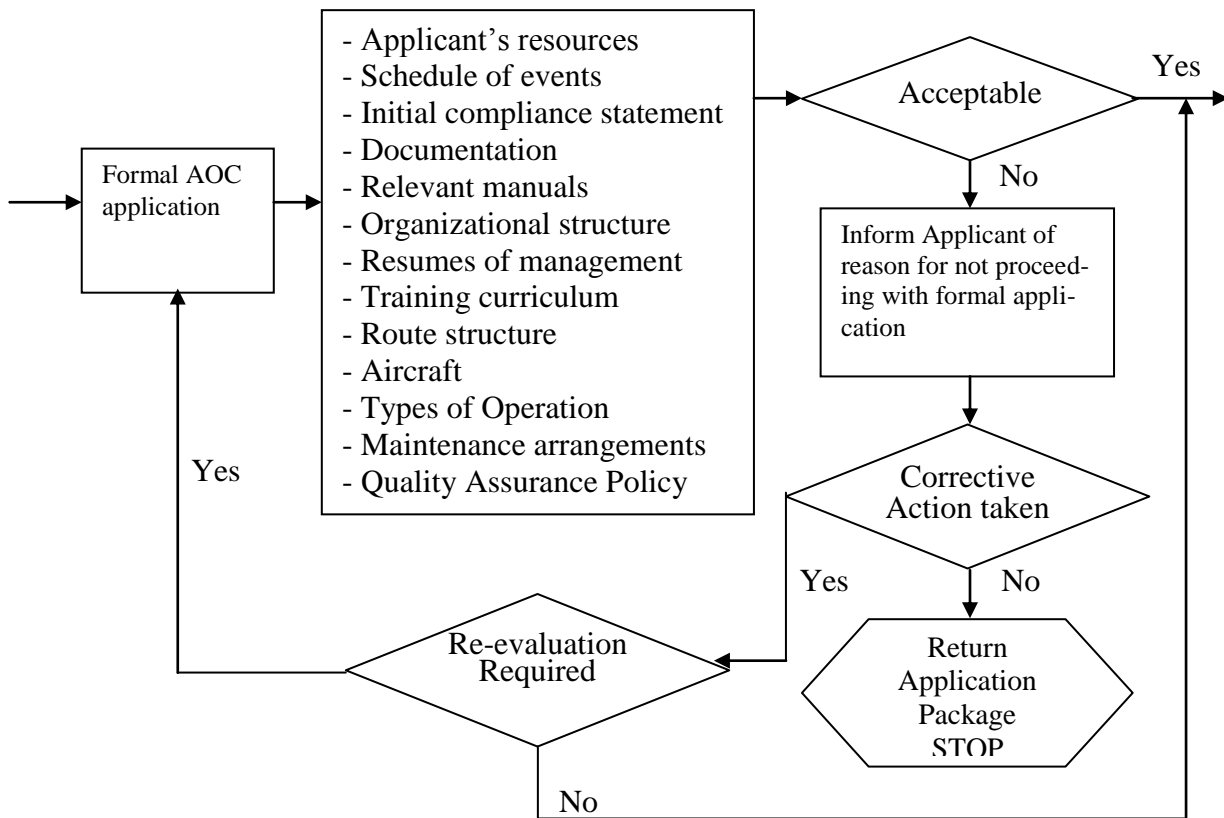 Formal AOC
application
- Applicant’s resources
- Schedule of events
- Initial compliance statement
- Documentation
- Relevant manuals
- Organizational structure
- Resumes of management
- Training curriculum
- Route structure
- Aircraft
- Types of Operation
- Maintenance arrangements
- Quality Assurance Policy
Acceptable
Yes
No
Inform Applicant of
reason for not proceed-
ing with formal appli-
cation
Corrective
Action taken
Yes
No
Return
Application
Package
STOP
Re-evaluation
Required
Yes
No